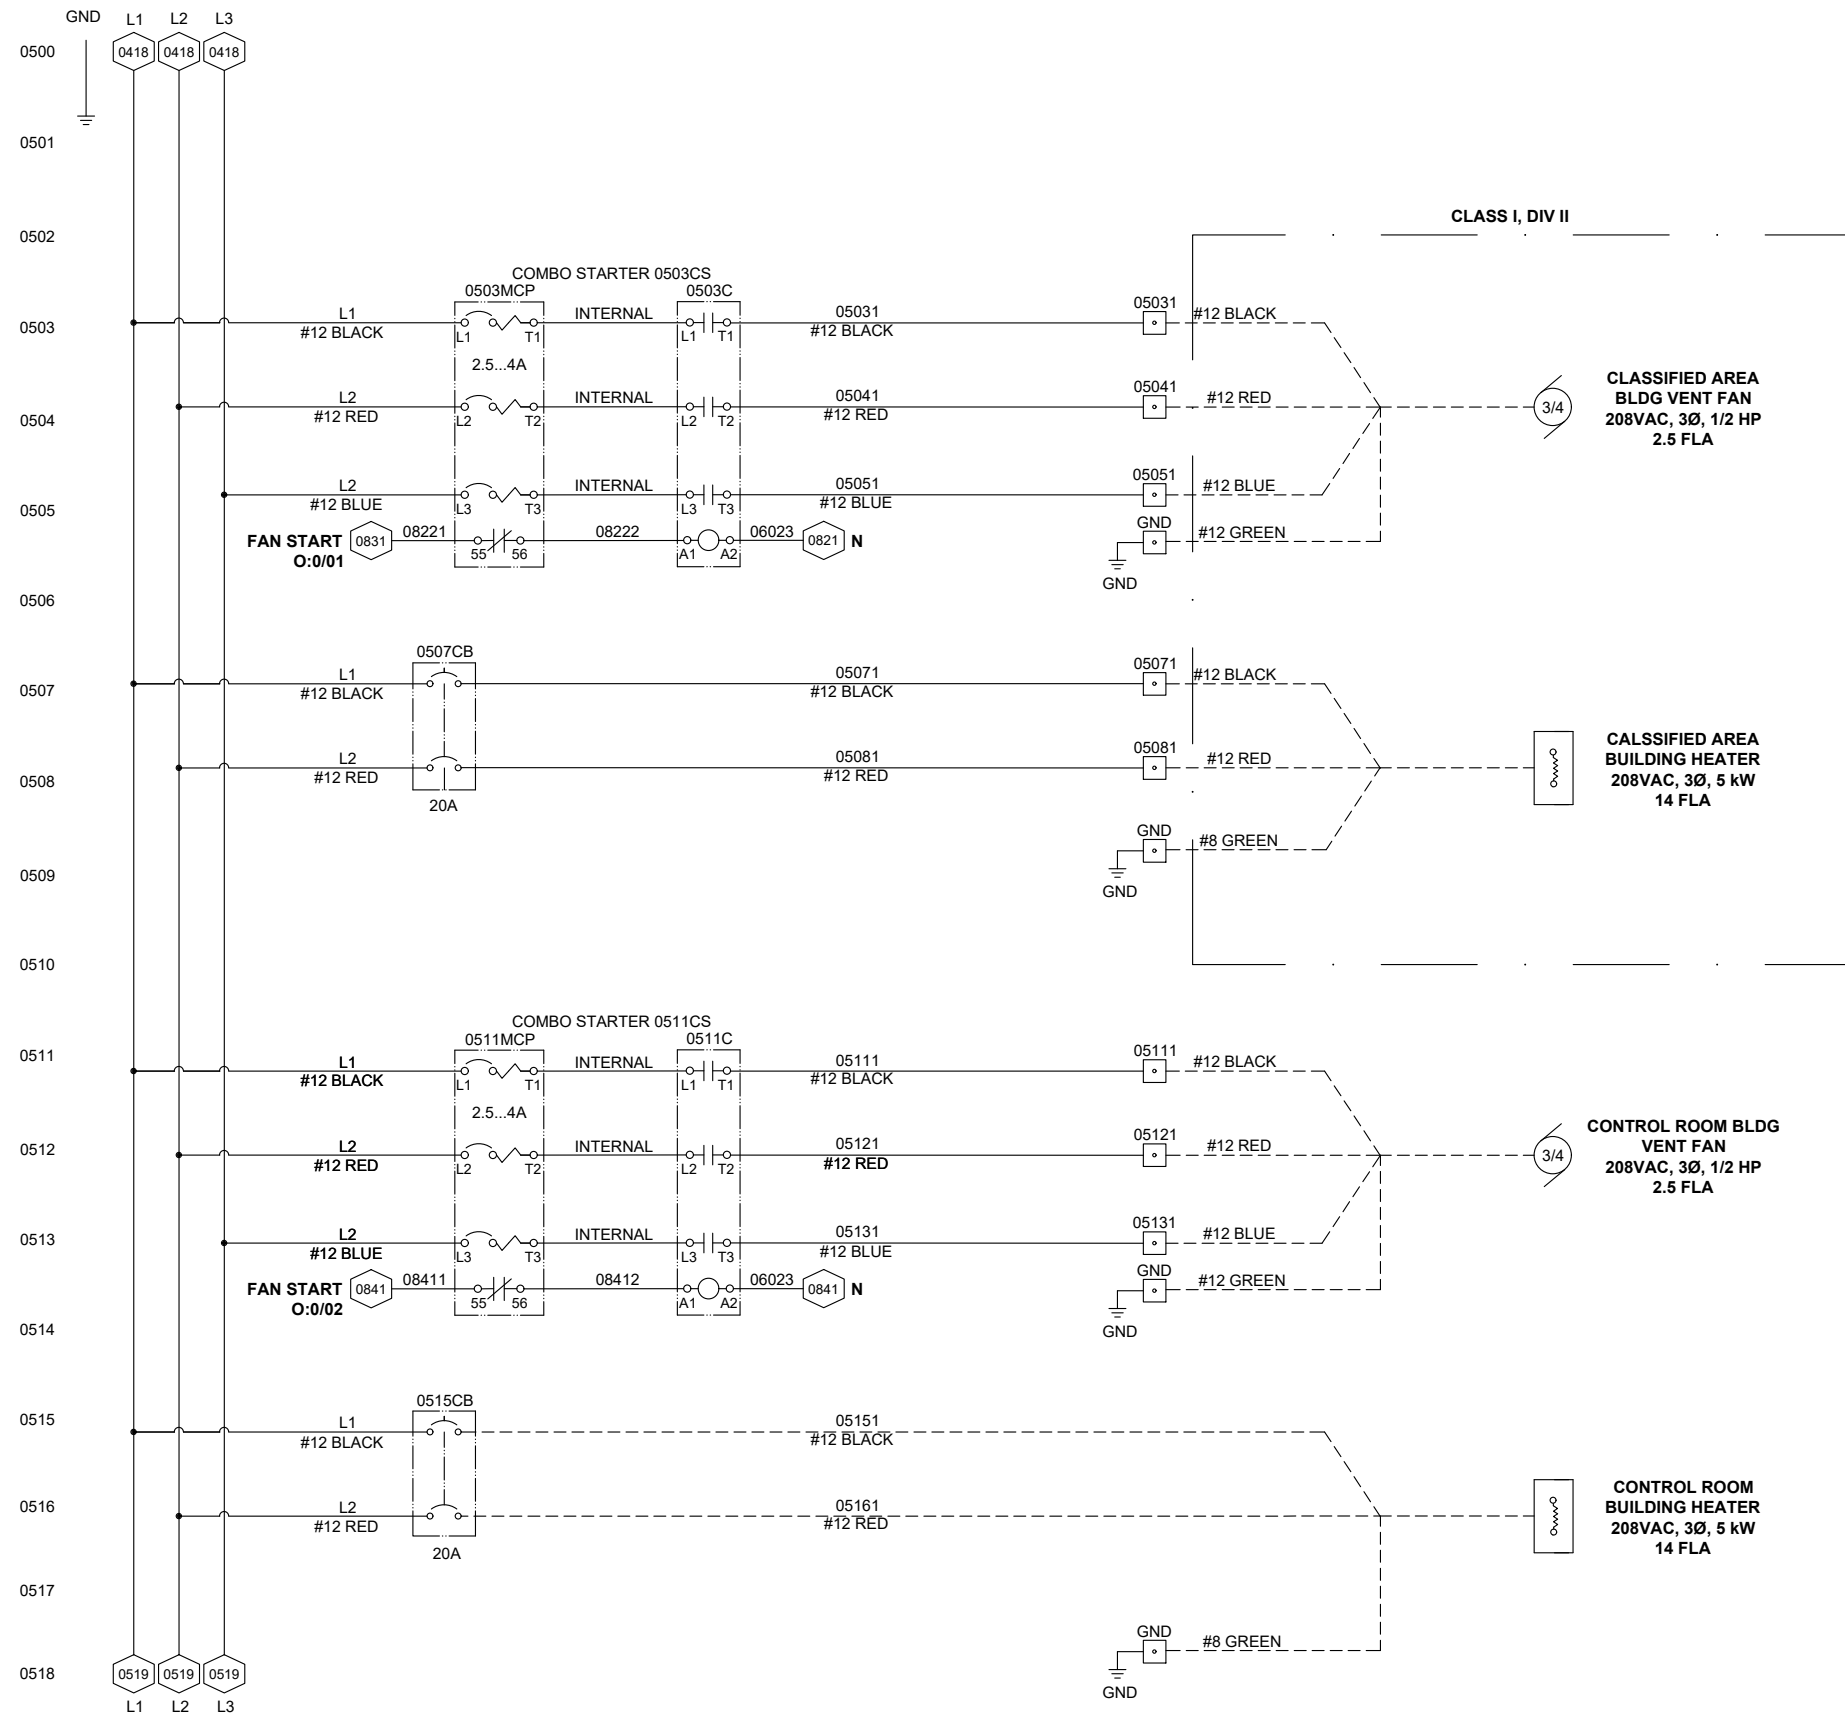 GND L1 L2 L3
0500 0418 0418 0418
0501
CLASS I, DIV II
0502
COMBO STARTER 0503CS
0503MCP 0503C
L1 INTERNAL 05031 05031 #12 BLACK
0503 #12 BLACK L1 T1 L1 T1 #12 BLACK
2.5...4A
CLASSIFIED AREA
BLDG VENT FAN
208VAC, 3Ø, 1/2 HP
2.5 FLA
L2 INTERNAL 05041 05041 #12 RED 3/4
0504 #12 RED L2 T2 L2 T2 #12 RED
L2 INTERNAL 05051 05051 #12 BLUE
0505 #12 BLUE L3 T3 L3 T3 #12 BLUE
FAN START 0831 08221 55 56 08222 A1 A2 06023 0821 N GND #12 GREEN
O:0/01
GND
0506
0507CB
L1 05071 05071 #12 BLACK
0507 #12 BLACK #12 BLACK
CALSSIFIED AREA
BUILDING HEATER
208VAC, 3Ø, 5 kW
14 FLA
L2 05081 05081 #12 RED
0508 #12 RED #12 RED
20A
GND #8 GREEN
0509
GND
0510
COMBO STARTER 0511CS
0511MCP 0511C
L1 INTERNAL 05111 05111 #12 BLACK
0511 #12 BLACK L1 T1 L1 T1 #12 BLACK
2.5...4A
CONTROL ROOM BLDG
VENT FAN
208VAC, 3Ø, 1/2 HP
2.5 FLA
L2 INTERNAL 05121 05121 #12 RED 3/4
0512 #12 RED L2 T2 L2 T2 #12 RED
L2 INTERNAL 05131 05131 #12 BLUE
0513 #12 BLUE L3 T3 L3 T3 #12 BLUE
FAN START 0841 08411 55 56 08412 A1 A2 06023 0841 N GND #12 GREEN
O:0/02
0514 GND
0515CB
L1 05151
0515 #12 BLACK #12 BLACK
CONTROL ROOM
BUILDING HEATER
208VAC, 3Ø, 5 kW
14 FLA
L2 05161
0516 #12 RED #12 RED
20A
0517
GND #8 GREEN
0518 0519 0519 0519
GND
L1 L2 L3